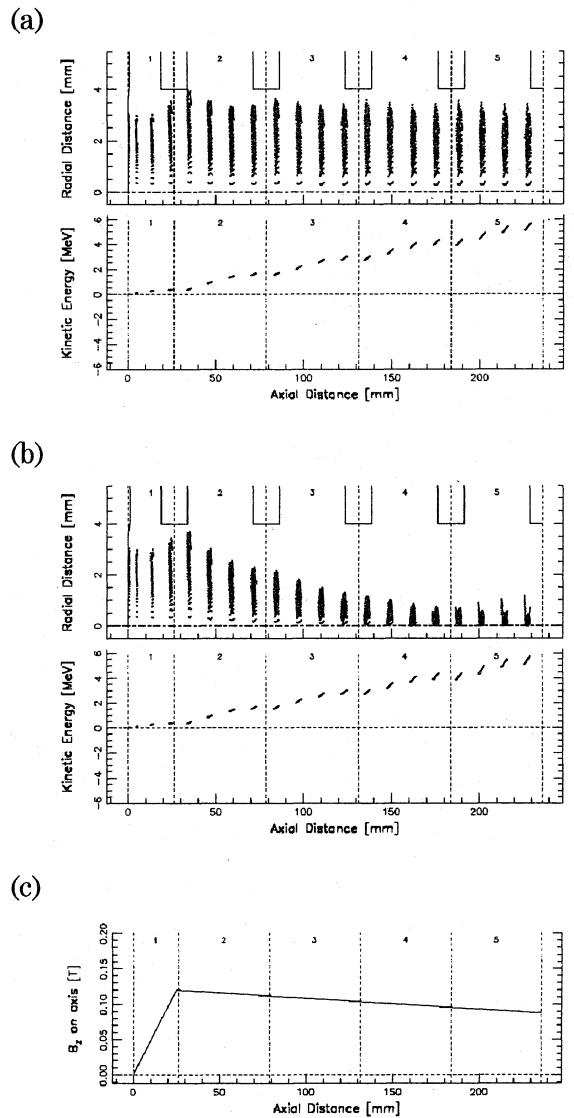 (a)
1 2 3 4 5
Radial Distance [mm]
4
2
0
1 2 3 4 5
Kinetic Energy [MeV]
6
4
2
0
-2
-4
-6
0 50 100 150 200
Axial Distance [mm]
(b)
1 2 3 4 5
Radial Distance [mm]
4
2
0
1 2 3 4 5
Kinetic Energy [MeV]
6
4
2
0
-2
-4
-6
0 50 100 150 200
Axial Distance [mm]
(c)
1 2 3 4 5
Bz on axis [T]
0.20
0.15
0.10
0.05
0.00
0 50 100 150 200
Axial Distance [mm]